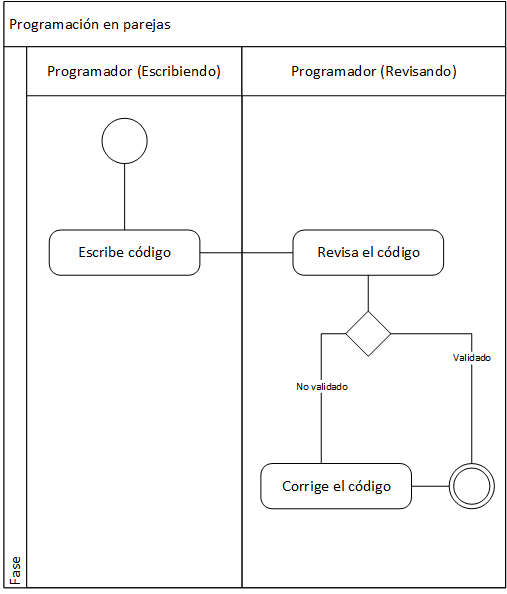 Programación en parejas
Programador (Escribiendo)
Programador (Revisando)
Escribe código
Revisa el código
Validado
No validado
Corrige el código
Fase